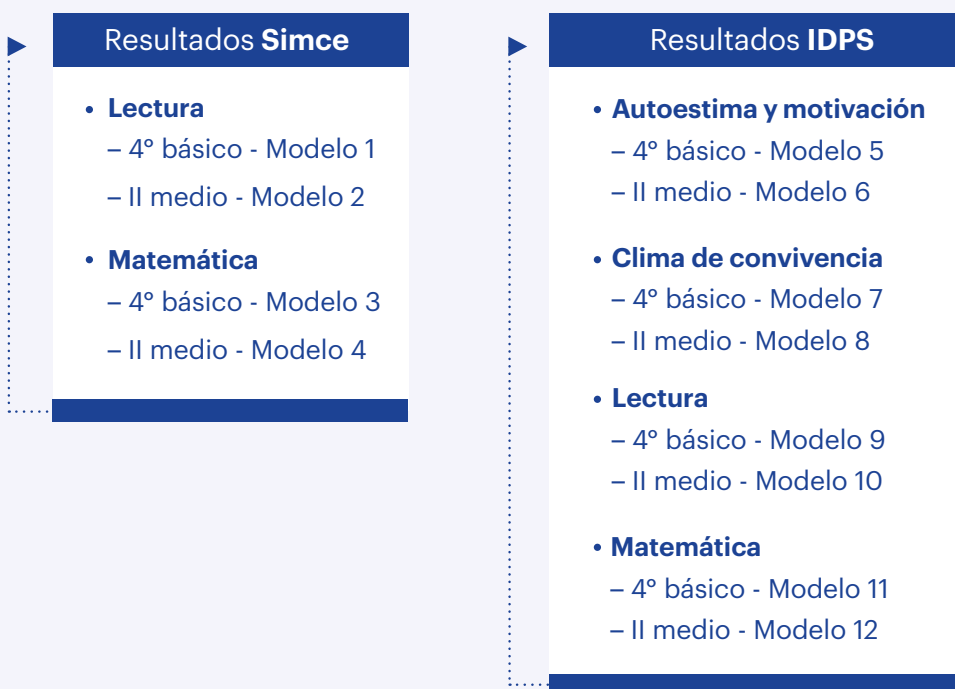 Resultados Simce
• Lectura
– 4° básico - Modelo 1
– II medio - Modelo 2
• Matemática
– 4° básico - Modelo 3
– II medio - Modelo 4
Resultados IDPS
• Autoestima y motivación
– 4° básico - Modelo 5
– II medio - Modelo 6
• Clima de convivencia
– 4° básico - Modelo 7
– II medio - Modelo 8
• Lectura
– 4° básico - Modelo 9
– II medio - Modelo 10
• Matemática
– 4° básico - Modelo 11
– II medio - Modelo 12